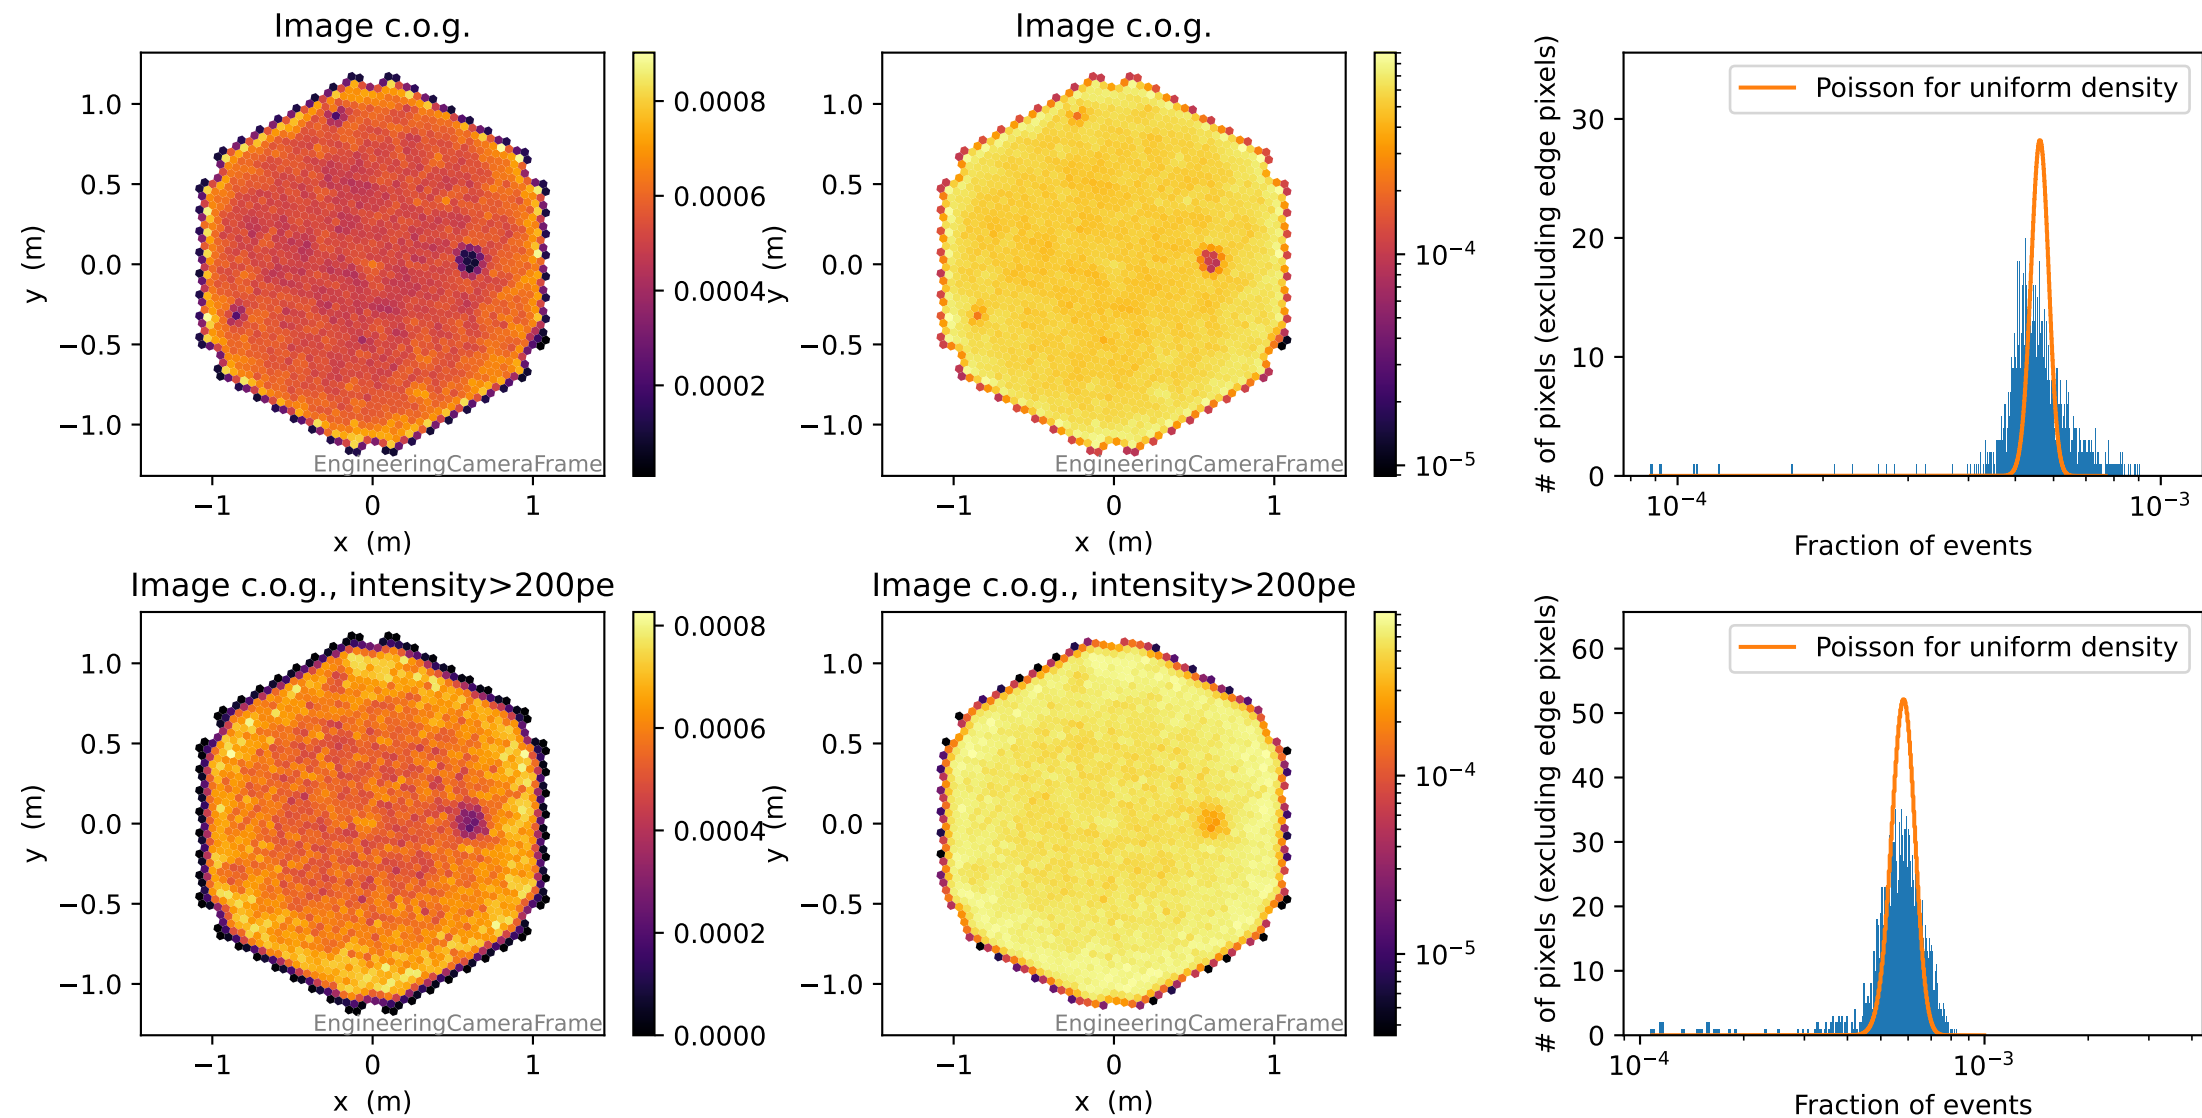 Image c.o.g.
1.0
0.5
0.0
−0.5
−1.0
y (m)
−1
0
1
x (m)
EngineeringCameraFrame
0.0008
0.0006
0.0004
0.0002
Image c.o.g.
1.0
0.5
0.0
−0.5
−1.0
y (m)
−1
0
1
x (m)
EngineeringCameraFrame
10−4
10−5
# of pixels (excluding edge pixels)
30
20
10
0
Poisson for uniform density
10−4
10−3
Fraction of events
Image c.o.g., intensity>200pe
1.0
0.5
0.0
−0.5
−1.0
y (m)
−1
0
1
x (m)
EngineeringCameraFrame
0.0008
0.0006
0.0004
0.0002
0.0000
Image c.o.g., intensity>200pe
1.0
0.5
0.0
−0.5
−1.0
y (m)
−1
0
1
x (m)
EngineeringCameraFrame
10−4
10−5
# of pixels (excluding edge pixels)
60
50
40
30
20
10
0
Poisson for uniform density
10−4
10−3
Fraction of events